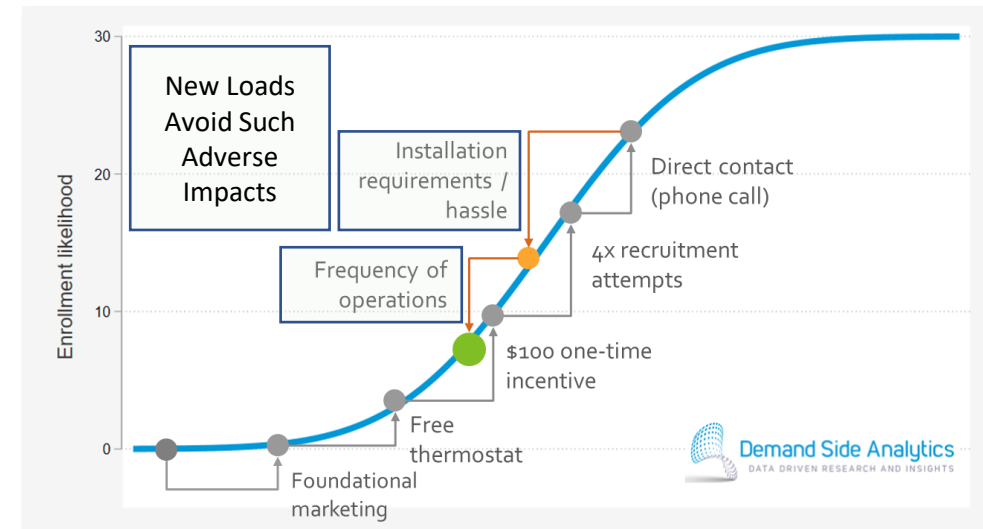 30
20
10
0
Enrollment likelihood
New Loads
Avoid Such
Adverse
Impacts
Installation
requirements /
hassle
Frequency of
operations
Direct contact
(phone call)
4x recruitment
attempts
$100 one-time
incentive
Free
thermostat
Foundational
marketing
Demand Side Analytics
DATA DRIVEN RESEARCH AND INSIGHTS